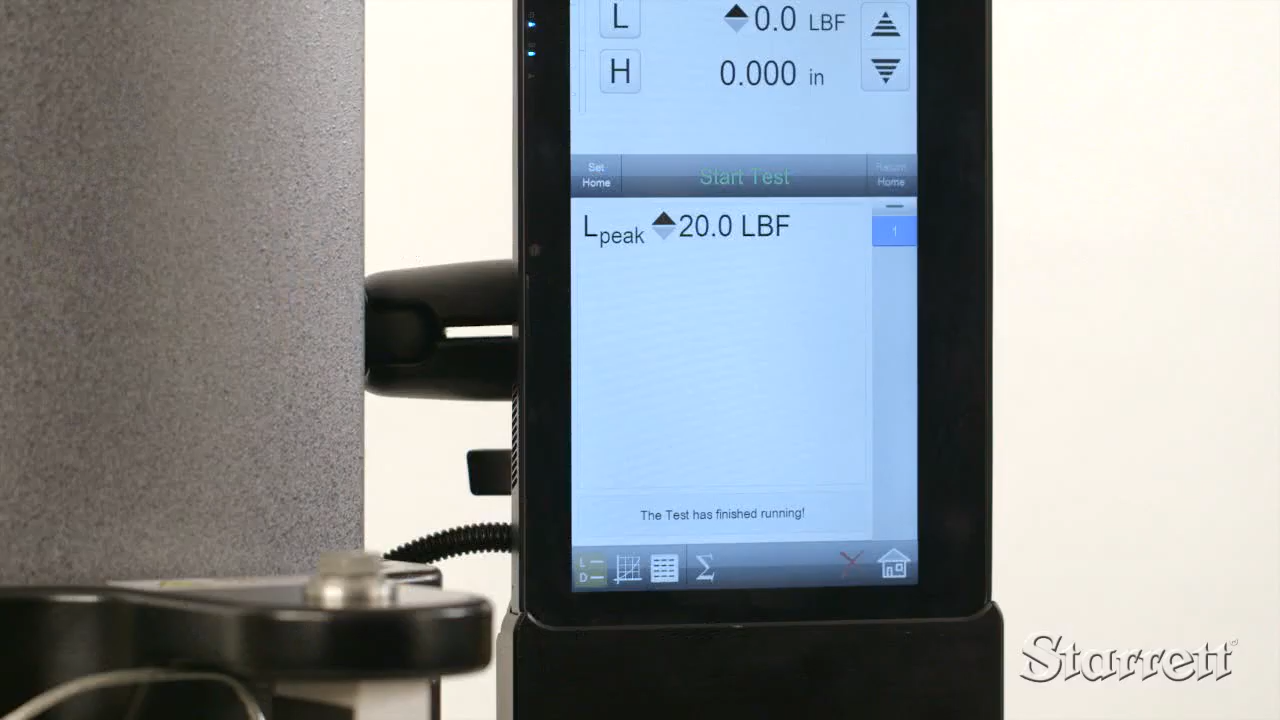 L 0.0 LBF
H 0.000 in
Set Home
Start Test
Return Home
Lpeak 20.0 LBF
1
The Test has finished running!
L
D
Σ
Starrett